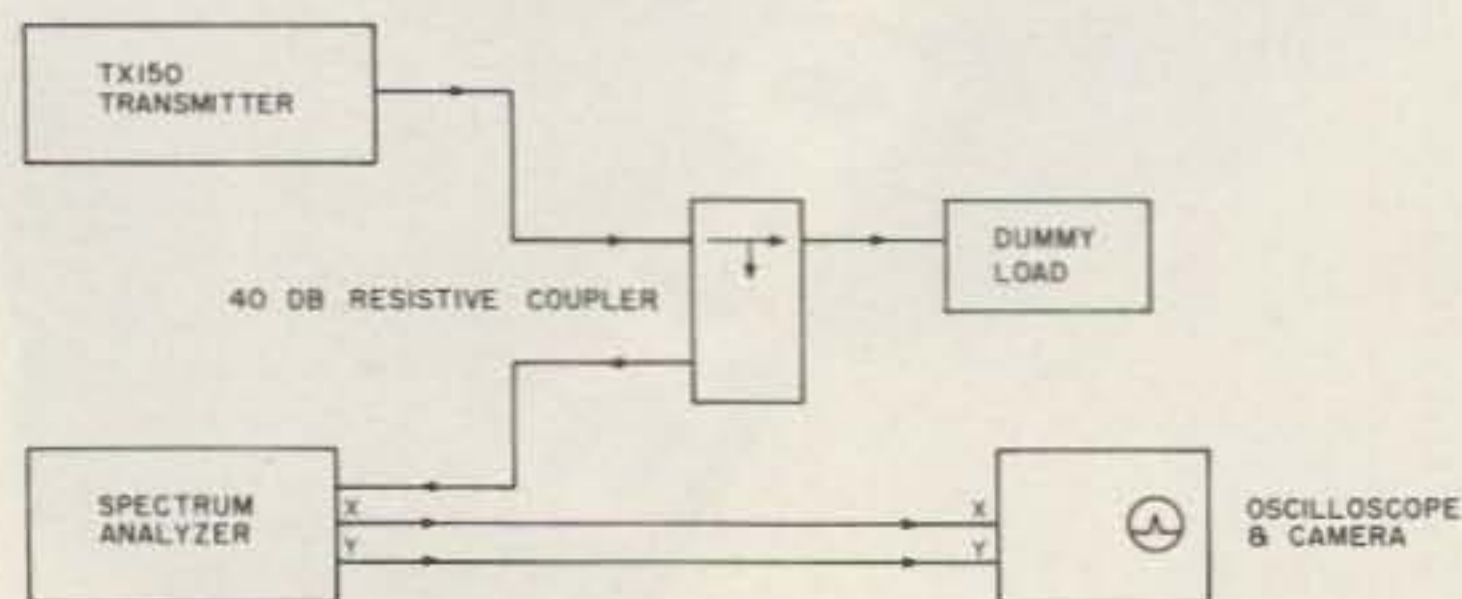 TX150
TRANSMITTER
DUMMY
LOAD
40 DB RESISTIVE COUPLER
SPECTRUM
ANALYZER
X
Y
X
Y
OSCILLOSCOPE
& CAMERA